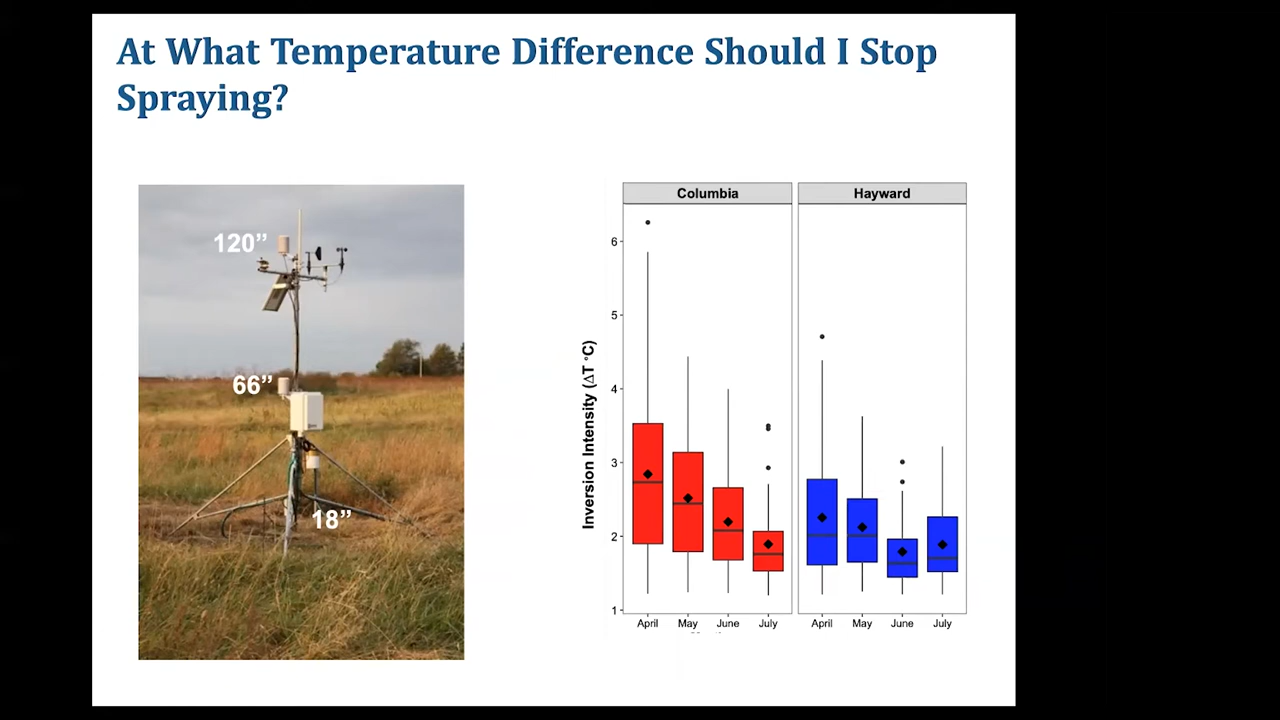 At What Temperature Difference Should I Stop
Spraying?
120”
66”
18”
Columbia
Hayward
Inversion Intensity (ΔT °C)
6
5
4
3
2
1
April
May
June
July
April
May
June
July